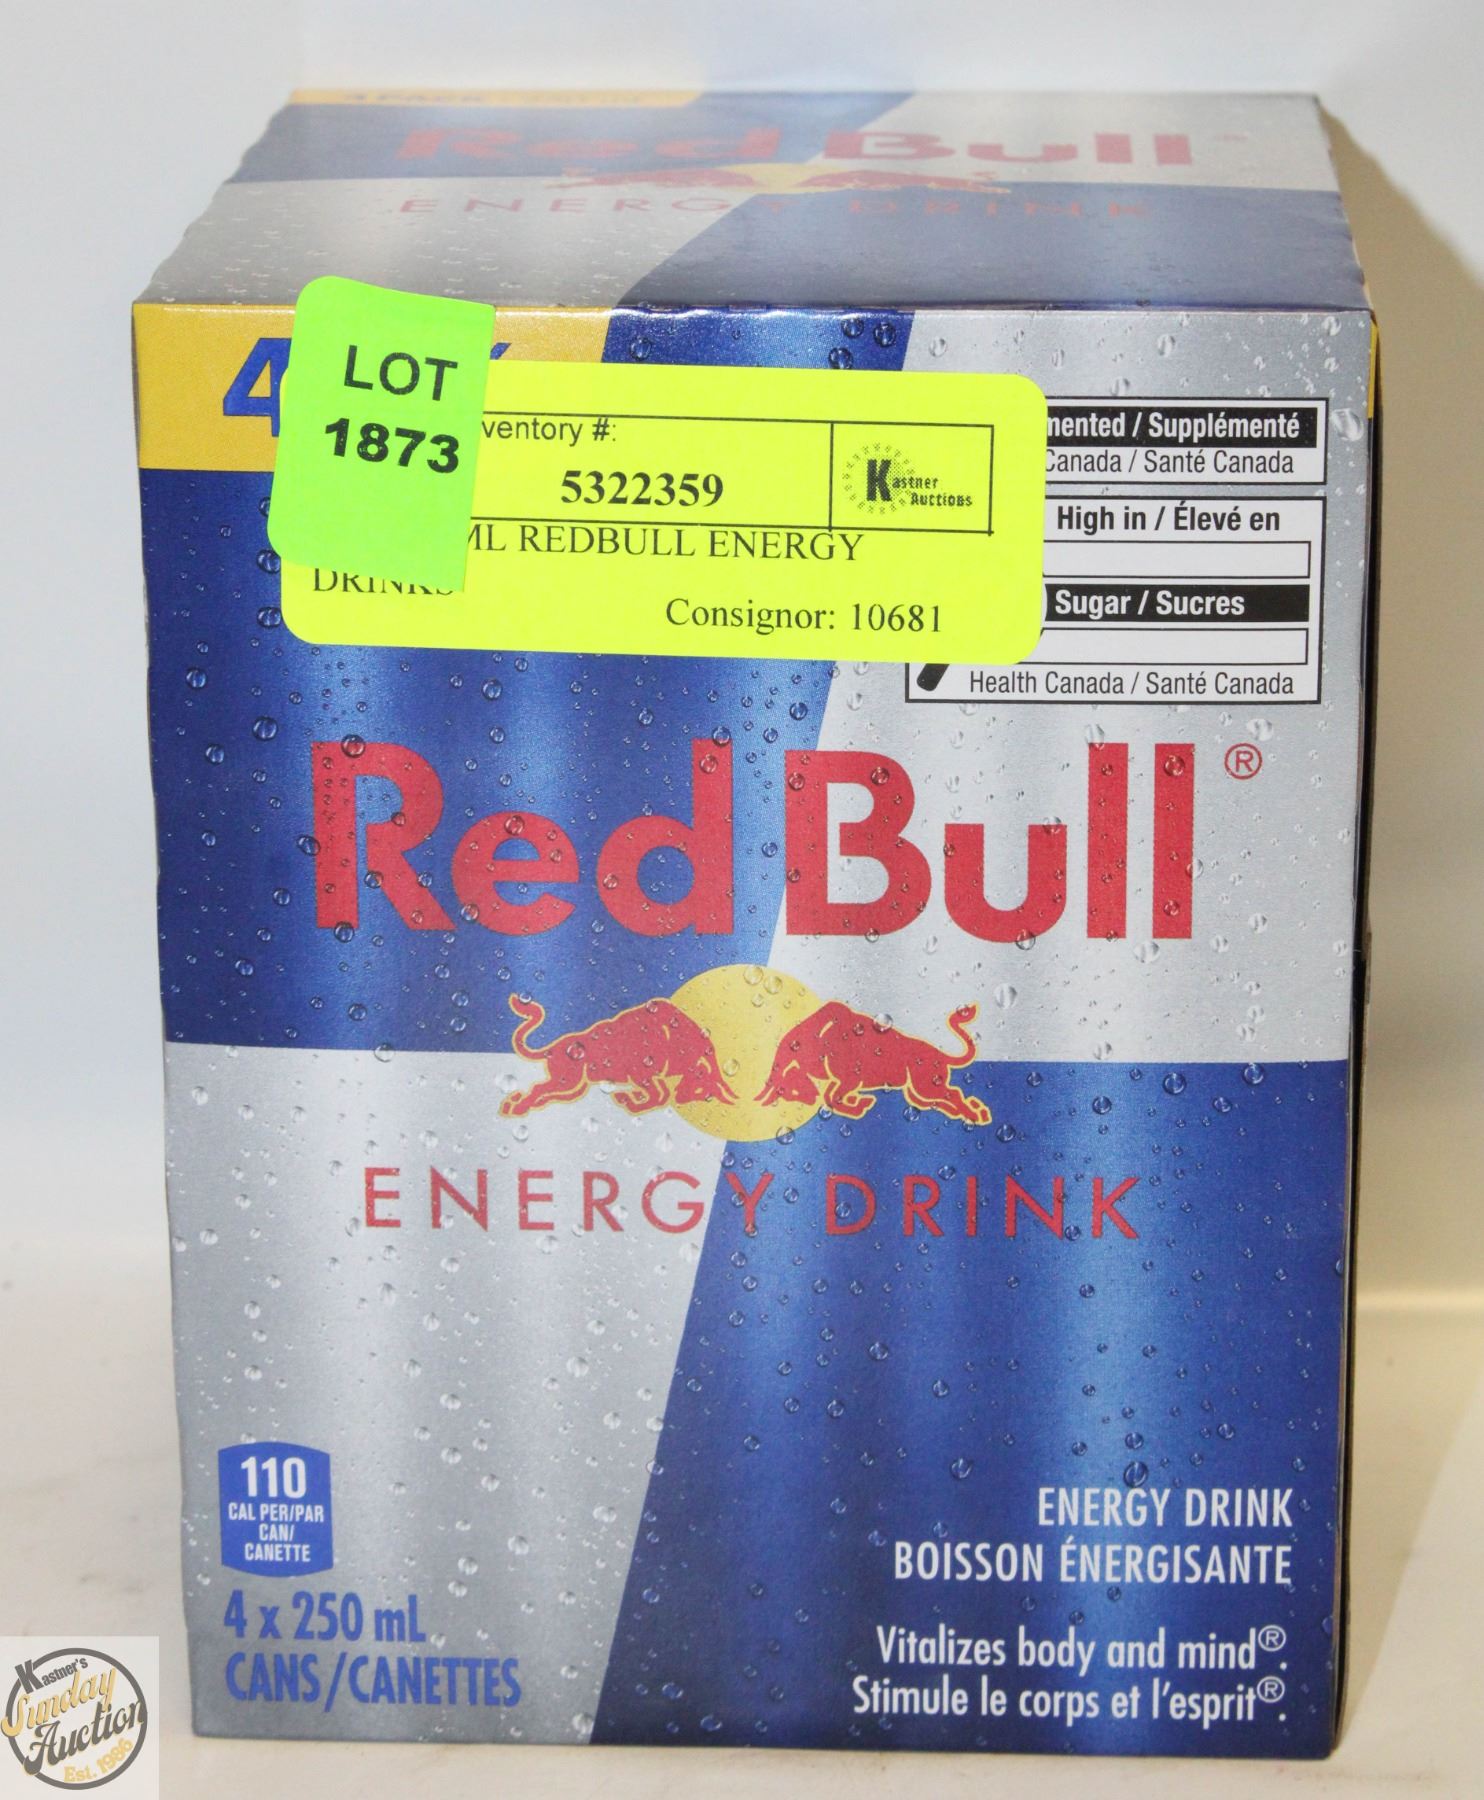 Red Bull
ENERGY DRINK
4
LOT
1873
ventory #:
5322359
Kastner
Auctions
ML REDBULL ENERGY
DRINKS
Consignor: 10681
mented / Supplémenté
Canada / Santé Canada
High in / Élevé en
Sugar / Sucres
Health Canada / Santé Canada
Red Bull®
ENERGY DRINK
110
CAL PER/PAR
CAN/
CANETTE
4 x 250 mL
CANS/CANETTES
ENERGY DRINK
BOISSON ÉNERGISANTE
Vitalizes body and mind®.
Stimule le corps et l'esprit®.
Kastner's
Sunday
Auction
Est. 1986